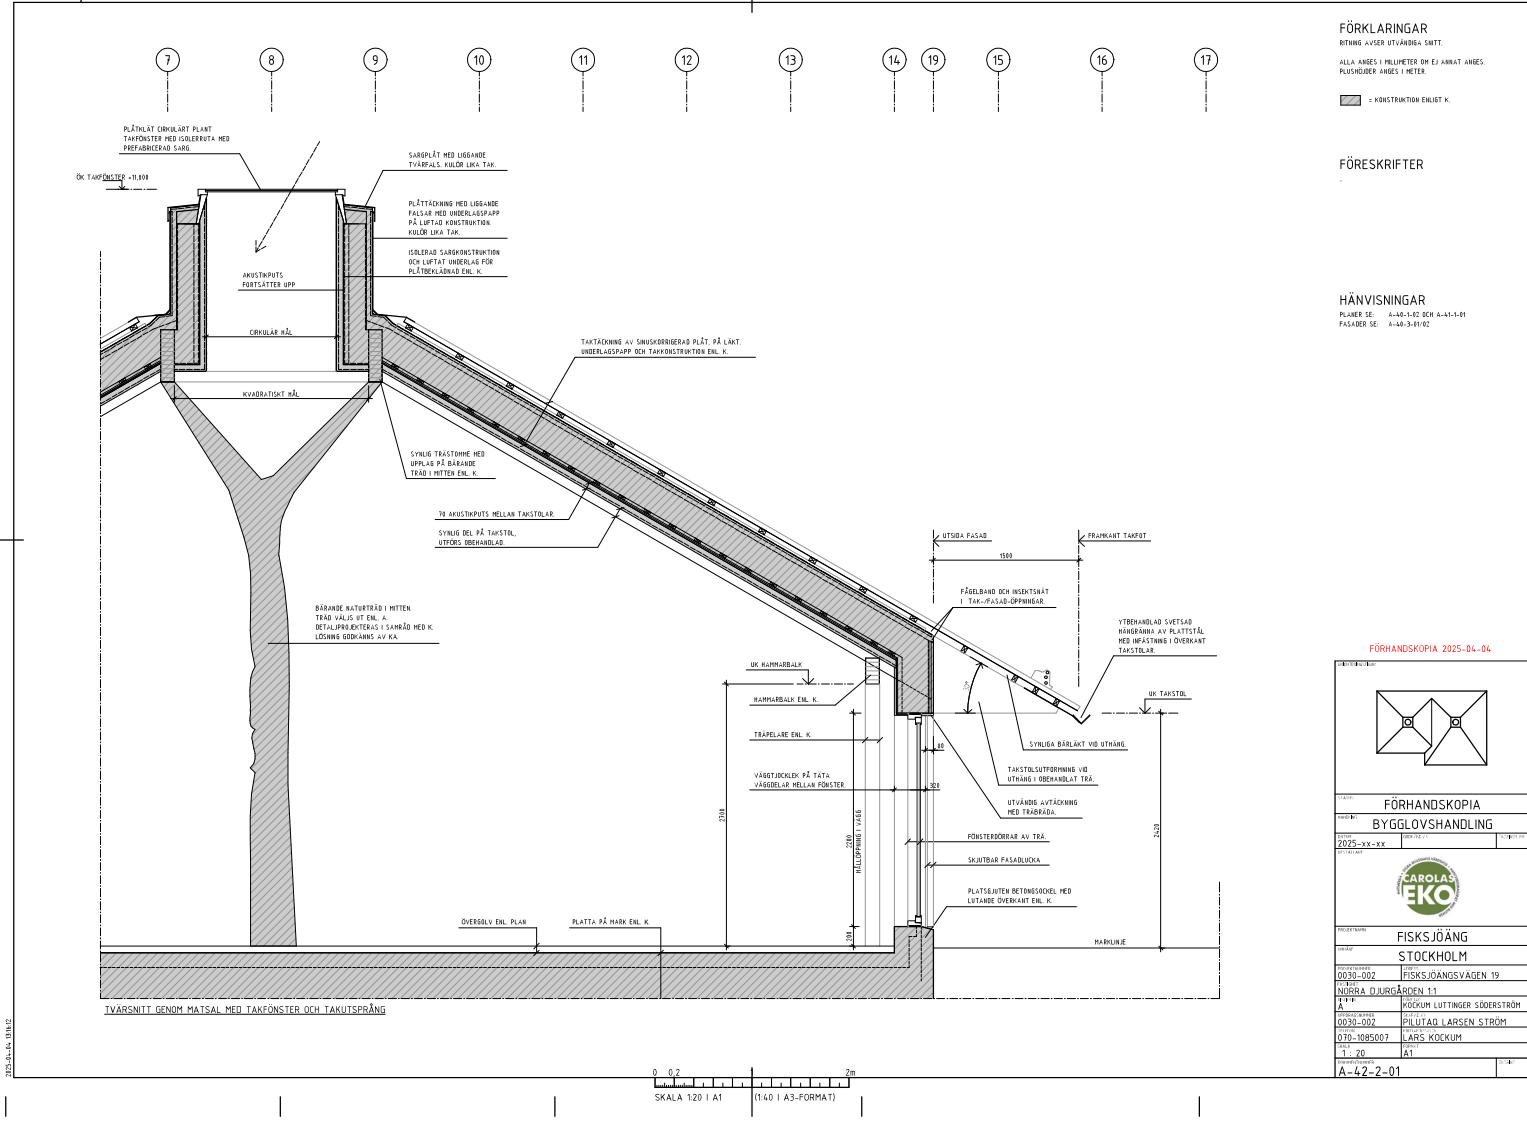 7 8 9 10 11 12 13 14 19 15 16 17
PLÅTKLÄT CIRKULÄRT PLANT
TAKFÖNSTER MED ISOLERRUTA MED
PREFABRICERAD SARG.
ÖK TAKFÖNSTER +11,000
SARGPLÅT MED LIGGANDE
TVÄRFALS. KULÖR LIKA TAK.
PLÅTTÄCKNING MED LIGGANDE
FALSAR MED UNDERLAGSPAPP
PÅ LUFTAD KONSTRUKTION.
KULÖR LIKA TAK.
ISOLERAD SARGKONSTRUKTION
OCH LUFTAT UNDERLAG FÖR
PLÅTBEKLÄDNAD ENL. K.
AKUSTIKPUTS
FORTSÄTTER UPP
CIRKULÄR HÅL
KVADRATISKT HÅL
TAKTÄCKNING AV SINUSKORRIGERAD PLÅT, PÅ LÄKT.
UNDERLAGSPAPP OCH TAKKONSTRUKTION ENL. K.
SYNLIG TRÄSTOMME MED
UPPLAG PÅ BÄRANDE
TRÄD I MITTEN ENL. K.
70 AKUSTIKPUTS MELLAN TAKSTOLAR.
SYNLIG DEL PÅ TAKSTOL,
UTFÖRS OBEHANDLAD.
BÄRANDE NATURTRÄD I MITTEN.
TRÄD VÄLJS UT ENL. A.
DETALJPROJEKTERAS I SAMRÅD MED K.
LÖSNING GODKÄNNS AV KA.
UTSIDA FASAD
FRAMKANT TAKFOT
1500
FÅGELBAND OCH INSEKTSNÄT
I TAK-/FASAD-ÖPPNINGAR.
YTBEHANDLAD SVETSAD
HÄNGRÄNNA AV PLATTSTÅL
MED INFÄSTNING I ÖVERKANT
TAKSTOLAR.
UK HAMMARBALK
HAMMARBALK ENL. K.
TRÄPELARE ENL. K.
VÄGGTJOCKLEK PÅ TÄTA
VÄGGDELAR MELLAN FÖNSTER.
UK TAKSTOL
SYNLIGA BÄRLÄKT VID UTHÄNG.
TAKSTOLSUTFORMNING VID
UTHÄNG I OBEHANDLAT TRÄ.
UTVÄNDIG AVTÄCKNING
MED TRÄBRÄDA.
FÖNSTERDÖRRAR AV TRÄ.
SKJUTBAR FASADLUCKA
PLATSGJUTEN BETONGSOCKEL MED
LUTANDE ÖVERKANT ENL. K.
80
320
2700
2200
HÅLLÖPPNING I VÄGG
200
2420
ÖVERGOLV ENL. PLAN
PLATTA PÅ MARK ENL. K.
MARKLINJE
TVÄRSNITT GENOM MATSAL MED TAKFÖNSTER OCH TAKUTSPRÅNG
2025-04-04 13:16:12
0 0,2 1 2m
SKALA 1:20 I A1 (1:40 I A3-FORMAT)
FÖRKLARINGAR
RITNING AVSER UTVÄNDIGA SNITT.
ALLA ANGES I MILLIMETER OM EJ ANNAT ANGES.
PLUSHÖJDER ANGES I METER.
= KONSTRUKTION ENLIGT K.
FÖRESKRIFTER
-
HÄNVISNINGAR
PLANER SE: A-40-1-02 OCH A-41-1-01
FASADER SE: A-40-3-01/02
FÖRHANDSKOPIA 2025-04-04
FÖRHANDSKOPIA
BYGGLOVSHANDLING
2025-xx-xx
CAROLAS
EKO
FISKSJÖÄNG
STOCKHOLM
0030-002 FISKSJÖÄNGSVÄGEN 19
NORRA DJURGÅRDEN 1:1
A KOCKUM LUTTINGER SÖDERSTRÖM
0030-002 PILUTAQ LARSEN STRÖM
070-1085007 LARS KOCKUM
1 : 20 A1
A-42-2-01